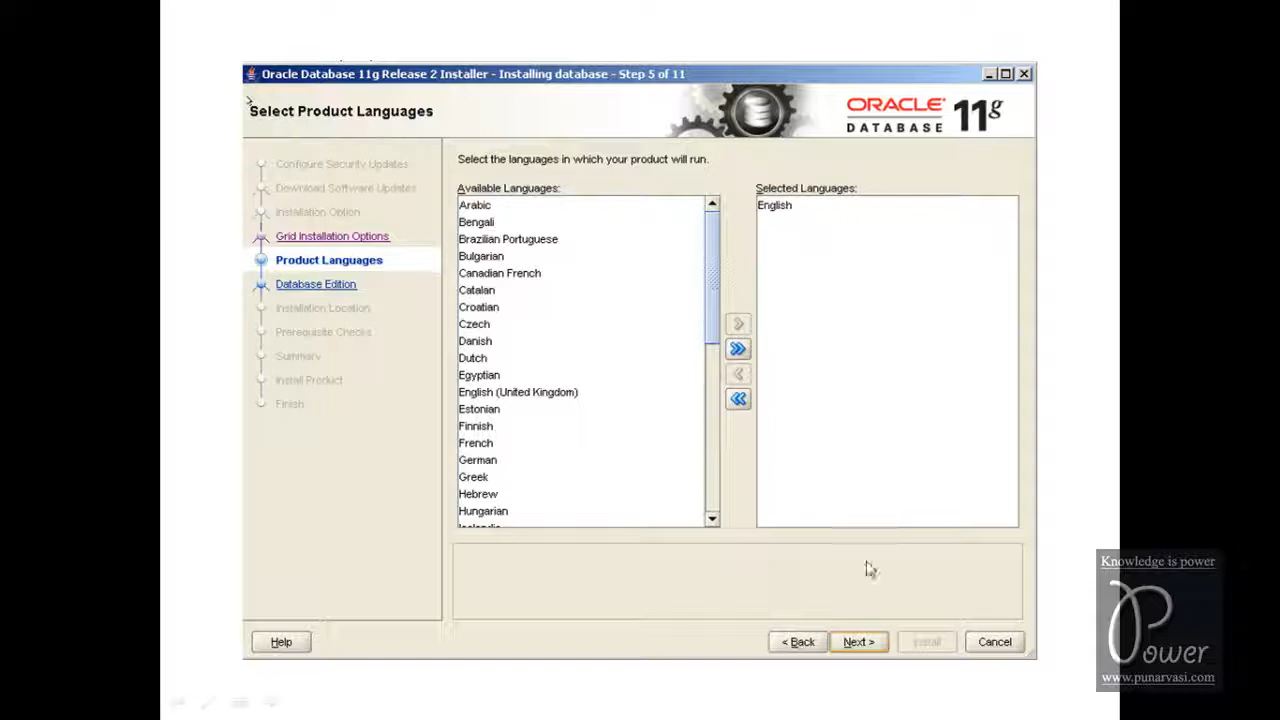 Oracle Database 11g Release 2 Installer - Installing database - Step 5 of 11
Select Product Languages
ORACLE
DATABASE 11g
Configure Security Updates
Download Software Updates
Installation Option
Grid Installation Options
Product Languages
Database Edition
Installation Location
Prerequisite Checks
Summary
Install Product
Finish
Select the languages in which your product will run.
Available Languages:
Arabic
Bengali
Brazilian Portuguese
Bulgarian
Canadian French
Catalan
Croatian
Czech
Danish
Dutch
Egyptian
English (United Kingdom)
Estonian
Finnish
French
German
Greek
Hebrew
Hungarian
Selected Languages:
English
Help
< Back
Next >
Install
Cancel
Knowledge is power
Power
www.punarvasi.com